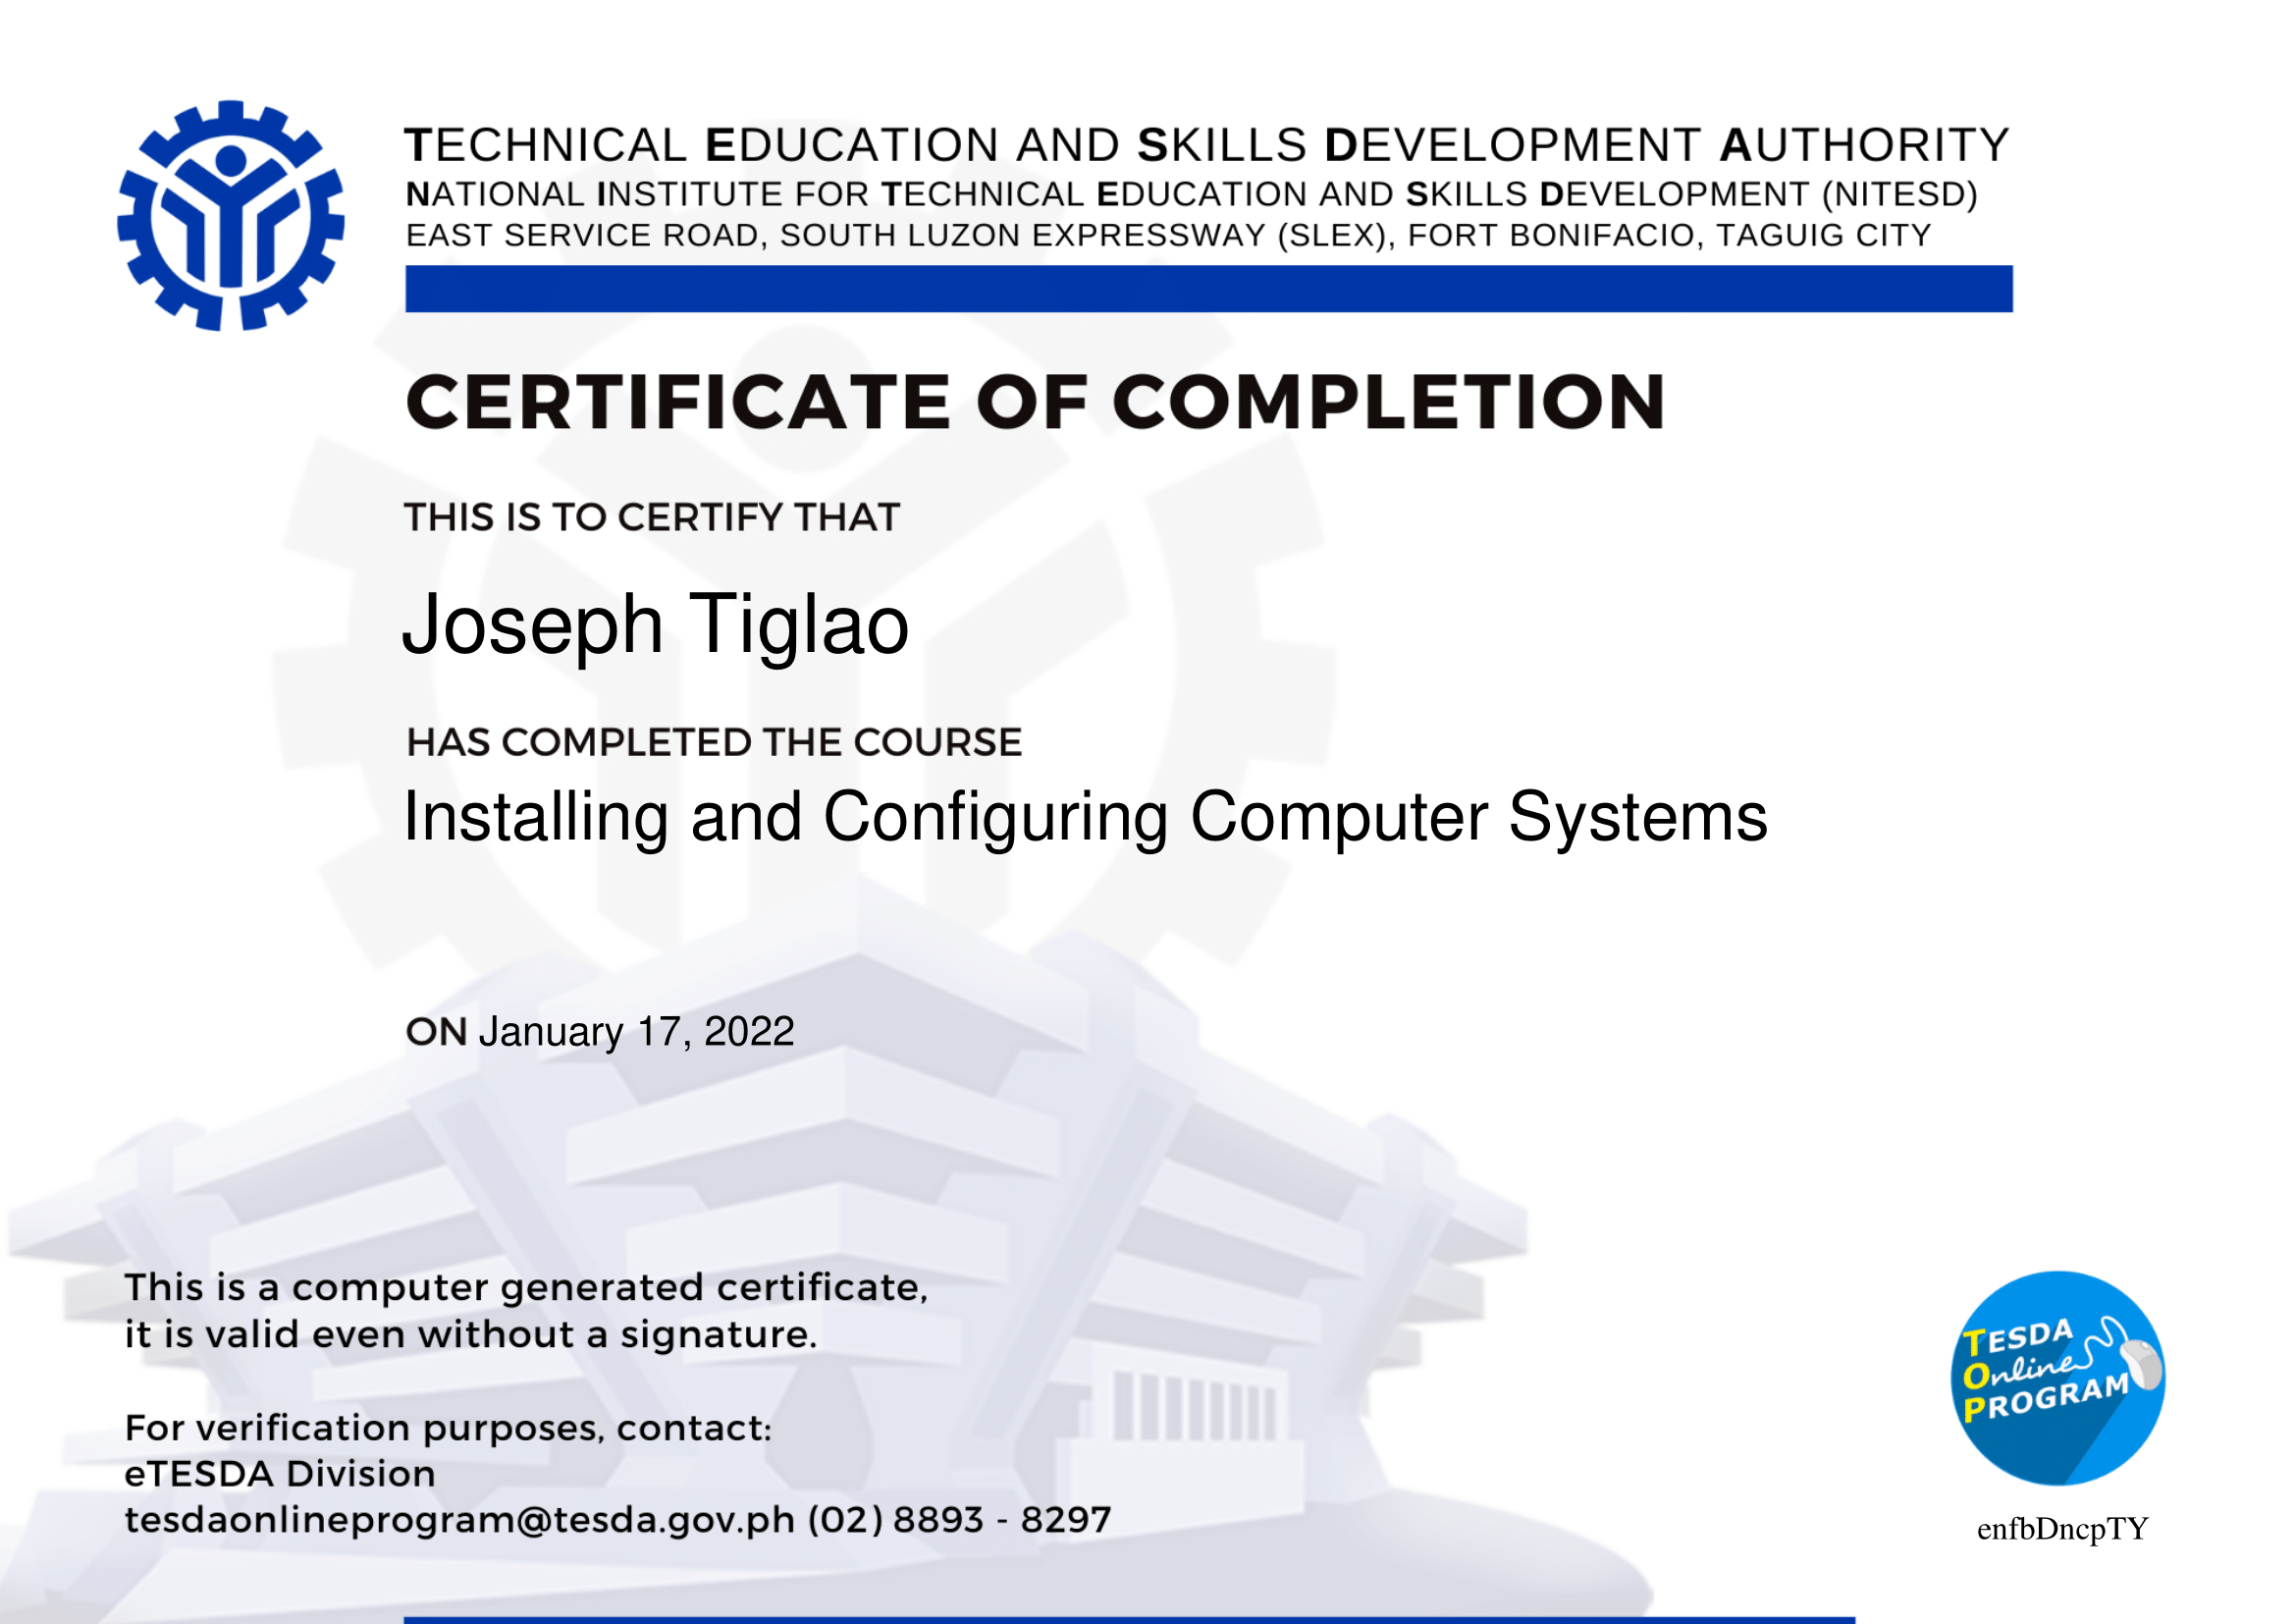 TECHNICAL EDUCATION AND SKILLS DEVELOPMENT AUTHORITY
NATIONAL INSTITUTE FOR TECHNICAL EDUCATION AND SKILLS DEVELOPMENT (NITESD)
EAST SERVICE ROAD, SOUTH LUZON EXPRESSWAY (SLEX), FORT BONIFACIO, TAGUIG CITY
CERTIFICATE OF COMPLETION
THIS IS TO CERTIFY THAT
Joseph Tiglao
HAS COMPLETED THE COURSE
Installing and Configuring Computer Systems
ON January 17, 2022
This is a computer generated certificate,
it is valid even without a signature.
For verification purposes, contact:
eTESDA Division
tesdaonlineprogram@tesda.gov.ph (02) 8893 - 8297
TESDA
Online
PROGRAM
enfbDncpTY